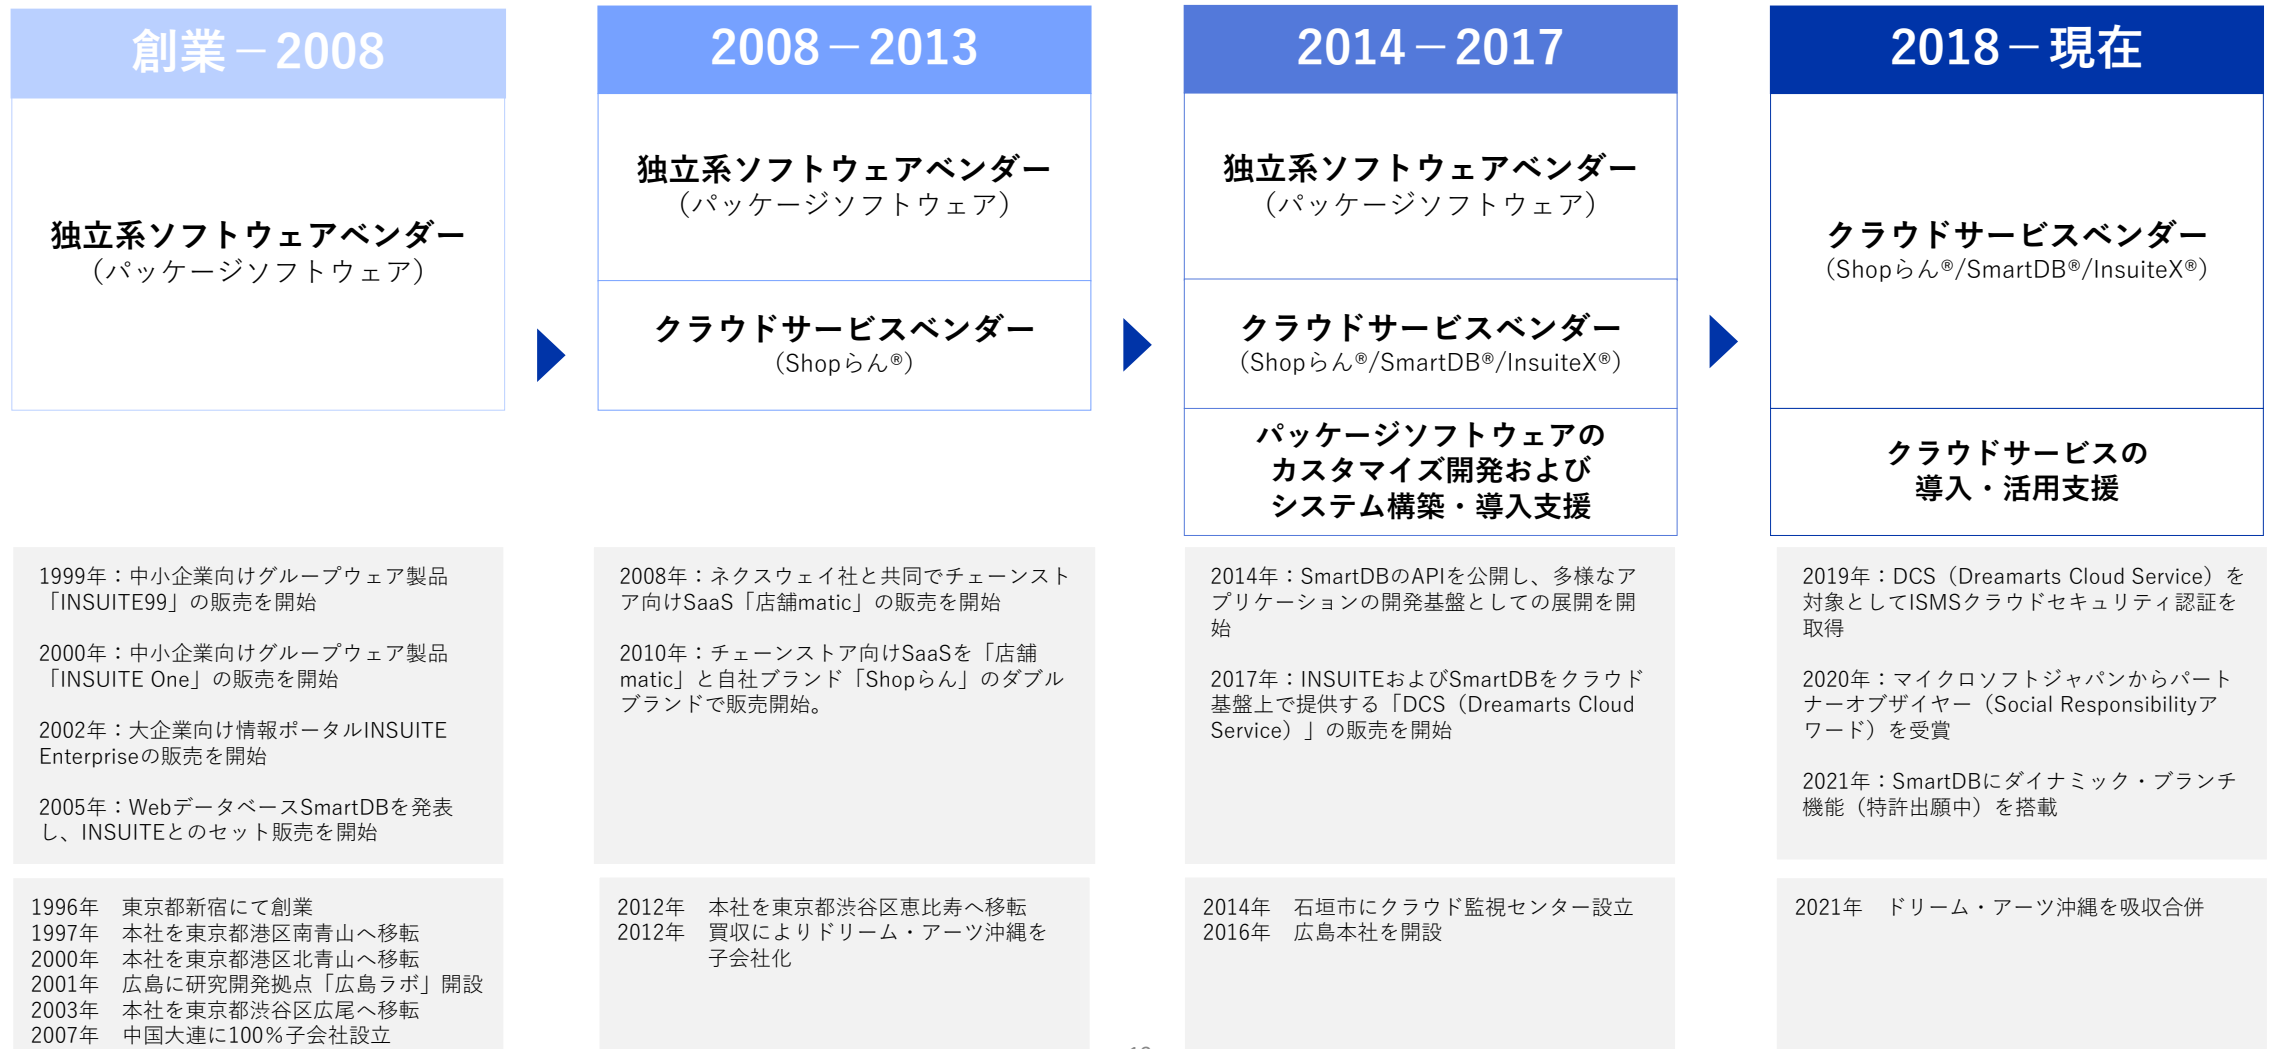 創業－2008
独立系ソフトウェアベンダー
（パッケージソフトウェア）
1999年：中小企業向けグループウェア製品
「INSUITE99」の販売を開始
2000年：中小企業向けグループウェア製品
「INSUITE One」の販売を開始
2002年：大企業向け情報ポータルINSUITE
Enterpriseの販売を開始
2005年：WebデータベースSmartDBを発表
し、INSUITEとのセット販売を開始
1996年　東京都新宿にて創業
1997年　本社を東京都港区南青山へ移転
2000年　本社を東京都港区北青山へ移転
2001年　広島に研究開発拠点「広島ラボ」開設
2003年　本社を東京都渋谷区広尾へ移転
2007年　中国大連に100％子会社設立
2008－2013
独立系ソフトウェアベンダー
（パッケージソフトウェア）
クラウドサービスベンダー
（Shopらん®）
2008年：ネクスウェイ社と共同でチェーンスト
ア向けSaaS「店舗matic」の販売を開始
2010年：チェーンストア向けSaaSを「店舗
matic」と自社ブランド「Shopらん」のダブル
ブランドで販売開始。
2012年　本社を東京都渋谷区恵比寿へ移転
2012年　買収によりドリーム・アーツ沖縄を
子会社化
2014－2017
独立系ソフトウェアベンダー
（パッケージソフトウェア）
クラウドサービスベンダー
（Shopらん®/SmartDB®/InsuiteX®）
パッケージソフトウェアの
カスタマイズ開発および
システム構築・導入支援
2014年：SmartDBのAPIを公開し、多様なア
プリケーションの開発基盤としての展開を開
始
2017年：INSUITEおよびSmartDBをクラウド
基盤上で提供する「DCS（Dreamarts Cloud
Service）」の販売を開始
2014年　石垣市にクラウド監視センター設立
2016年　広島本社を開設
2018－現在
クラウドサービスベンダー
（Shopらん®/SmartDB®/InsuiteX®）
クラウドサービスの
導入・活用支援
2019年：DCS（Dreamarts Cloud Service）を
対象としてISMSクラウドセキュリティ認証を
取得
2020年：マイクロソフトジャパンからパート
ナーオブザイヤー（Social Responsibilityア
ワード）を受賞
2021年：SmartDBにダイナミック・ブランチ
機能（特許出願中）を搭載
2021年　ドリーム・アーツ沖縄を吸収合併